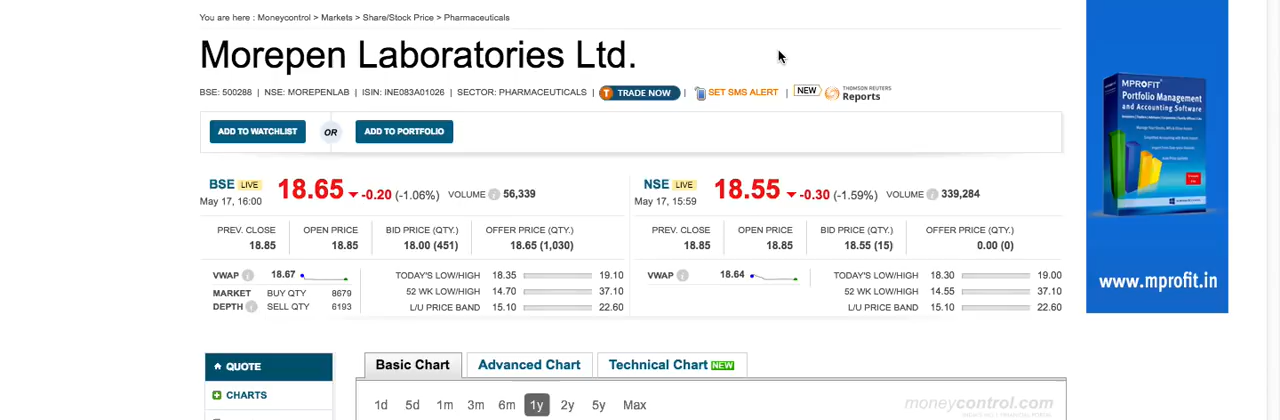 You are here : Moneycontrol > Markets > Share/Stock Price > Pharmaceuticals
Morepen Laboratories Ltd.
BSE: 500288 | NSE: MOREPENLAB | ISIN: INE083A01026 | SECTOR: PHARMACEUTICALS | TRADE NOW | SET SMS ALERT | NEW THOMSON REUTERS Reports
ADD TO WATCHLIST OR ADD TO PORTFOLIO
BSE LIVE 18.65 -0.20 (-1.06%) VOLUME 56,339
May 17, 16:00
PREV. CLOSE OPEN PRICE BID PRICE (QTY.) OFFER PRICE (QTY.)
18.85 18.85 18.00 (451) 18.65 (1,030)
VWAP 18.67 TODAY'S LOW/HIGH 18.35 19.10
MARKET BUY QTY 8679 52 WK LOW/HIGH 14.70 37.10
DEPTH SELL QTY 6193 L/U PRICE BAND 15.10 22.60
NSE LIVE 18.55 -0.30 (-1.59%) VOLUME 339,284
May 17, 15:59
PREV. CLOSE OPEN PRICE BID PRICE (QTY.) OFFER PRICE (QTY.)
18.85 18.85 18.55 (15) 0.00 (0)
VWAP 18.64 TODAY'S LOW/HIGH 18.30 19.00
52 WK LOW/HIGH 14.55 37.10
L/U PRICE BAND 15.10 22.60
MPROFIT
Portfolio Management
and Accounting Software
www.mprofit.in
QUOTE
CHARTS
Basic Chart Advanced Chart Technical Chart NEW
1d 5d 1m 3m 6m 1y 2y 5y Max
moneycontrol.com